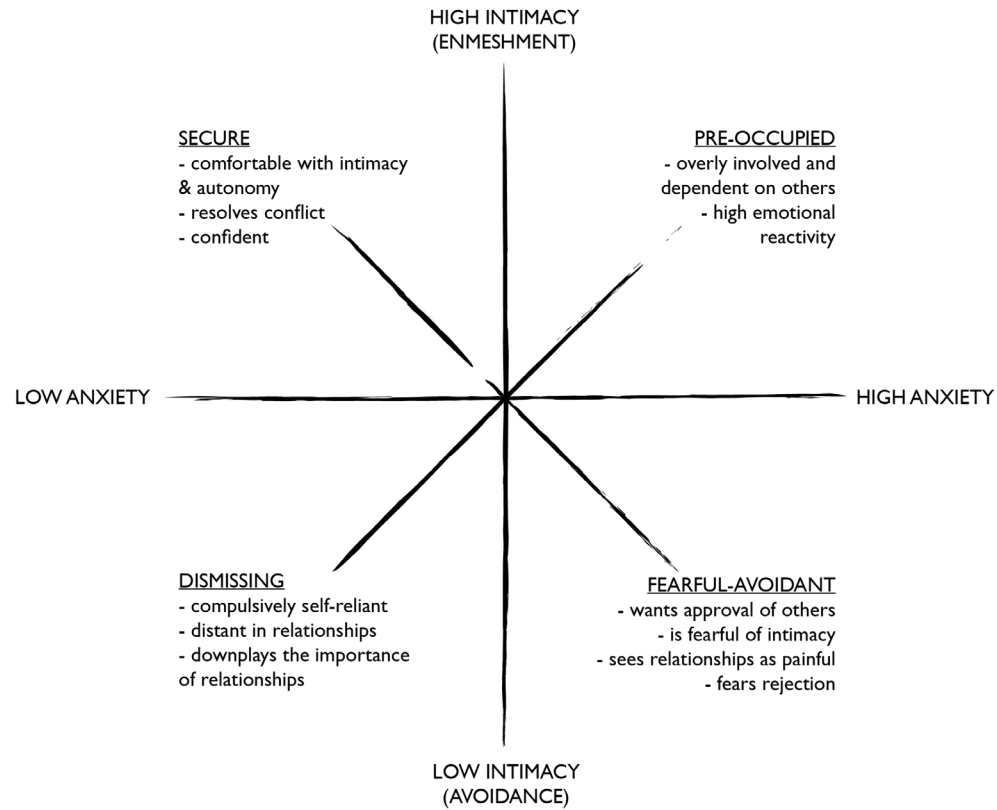 HIGH INTIMACY
(ENMESHMENT)
SECURE
- comfortable with intimacy
& autonomy
- resolves conflict
- confident
PRE-OCCUPIED
- overly involved and
dependent on others
- high emotional
reactivity
LOW ANXIETY
HIGH ANXIETY
DISMISSING
- compulsively self-reliant
- distant in relationships
- downplays the importance
of relationships
FEARFUL-AVOIDANT
- wants approval of others
- is fearful of intimacy
- sees relationships as painful
- fears rejection
LOW INTIMACY
(AVOIDANCE)